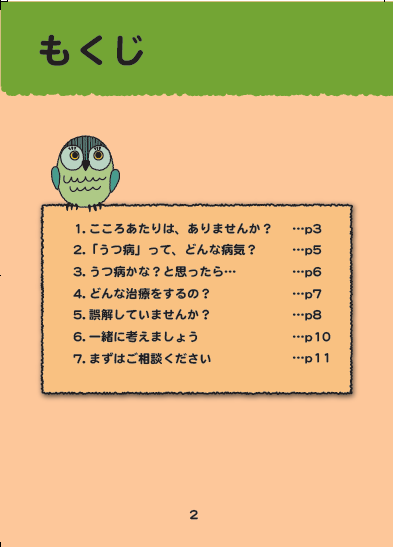 もくじ
1. こころあたりは、ありませんか？ …p3
2.「うつ病」って、どんな病気？ …p5
3. うつ病かな？と思ったら… …p6
4. どんな治療をするの？ …p7
5. 誤解していませんか？ …p8
6. 一緒に考えましょう …p10
7. まずはご相談ください …p11
2